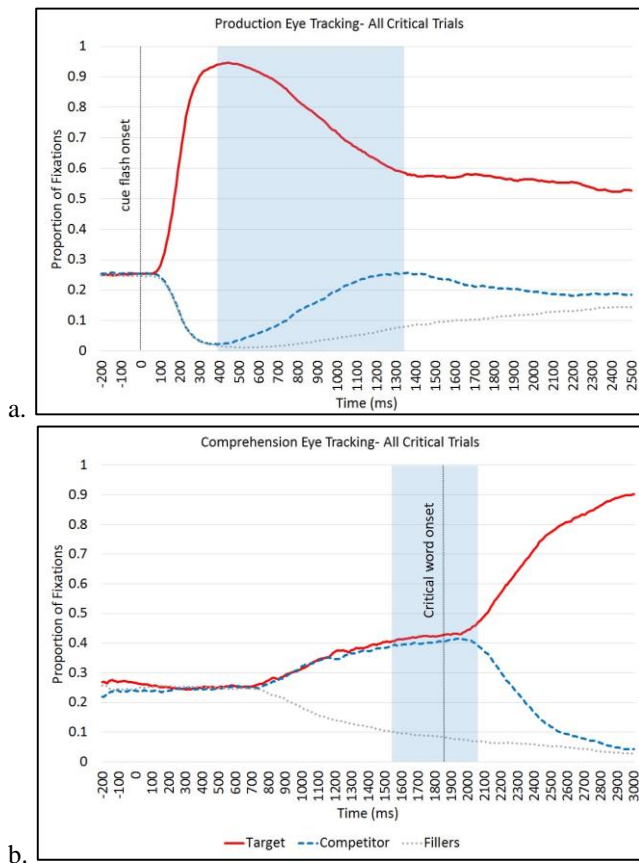 Production Eye Tracking- All Critical Trials
1
0.9
0.8
0.7
0.6
0.5
0.4
0.3
0.2
0.1
0
Proportion of Fixations
cue flash onset
-200 -100 0 100 200 300 400 500 600 700 800 900 1000 1100 1200 1300 1400 1500 1600 1700 1800 1900 2000 2100 2200 2300 2400 2500
Time (ms)
a.
Comprehension Eye Tracking- All Critical Trials
1
0.9
0.8
0.7
0.6
0.5
0.4
0.3
0.2
0.1
0
Proportion of Fixations
Critical word onset
-200 -100 0 100 200 300 400 500 600 700 800 900 1000 1100 1200 1300 1400 1500 1600 1700 1800 1900 2000 2100 2200 2300 2400 2500 2600 2700 2800 2900 3000
Time (ms)
Target Competitor Fillers
b.